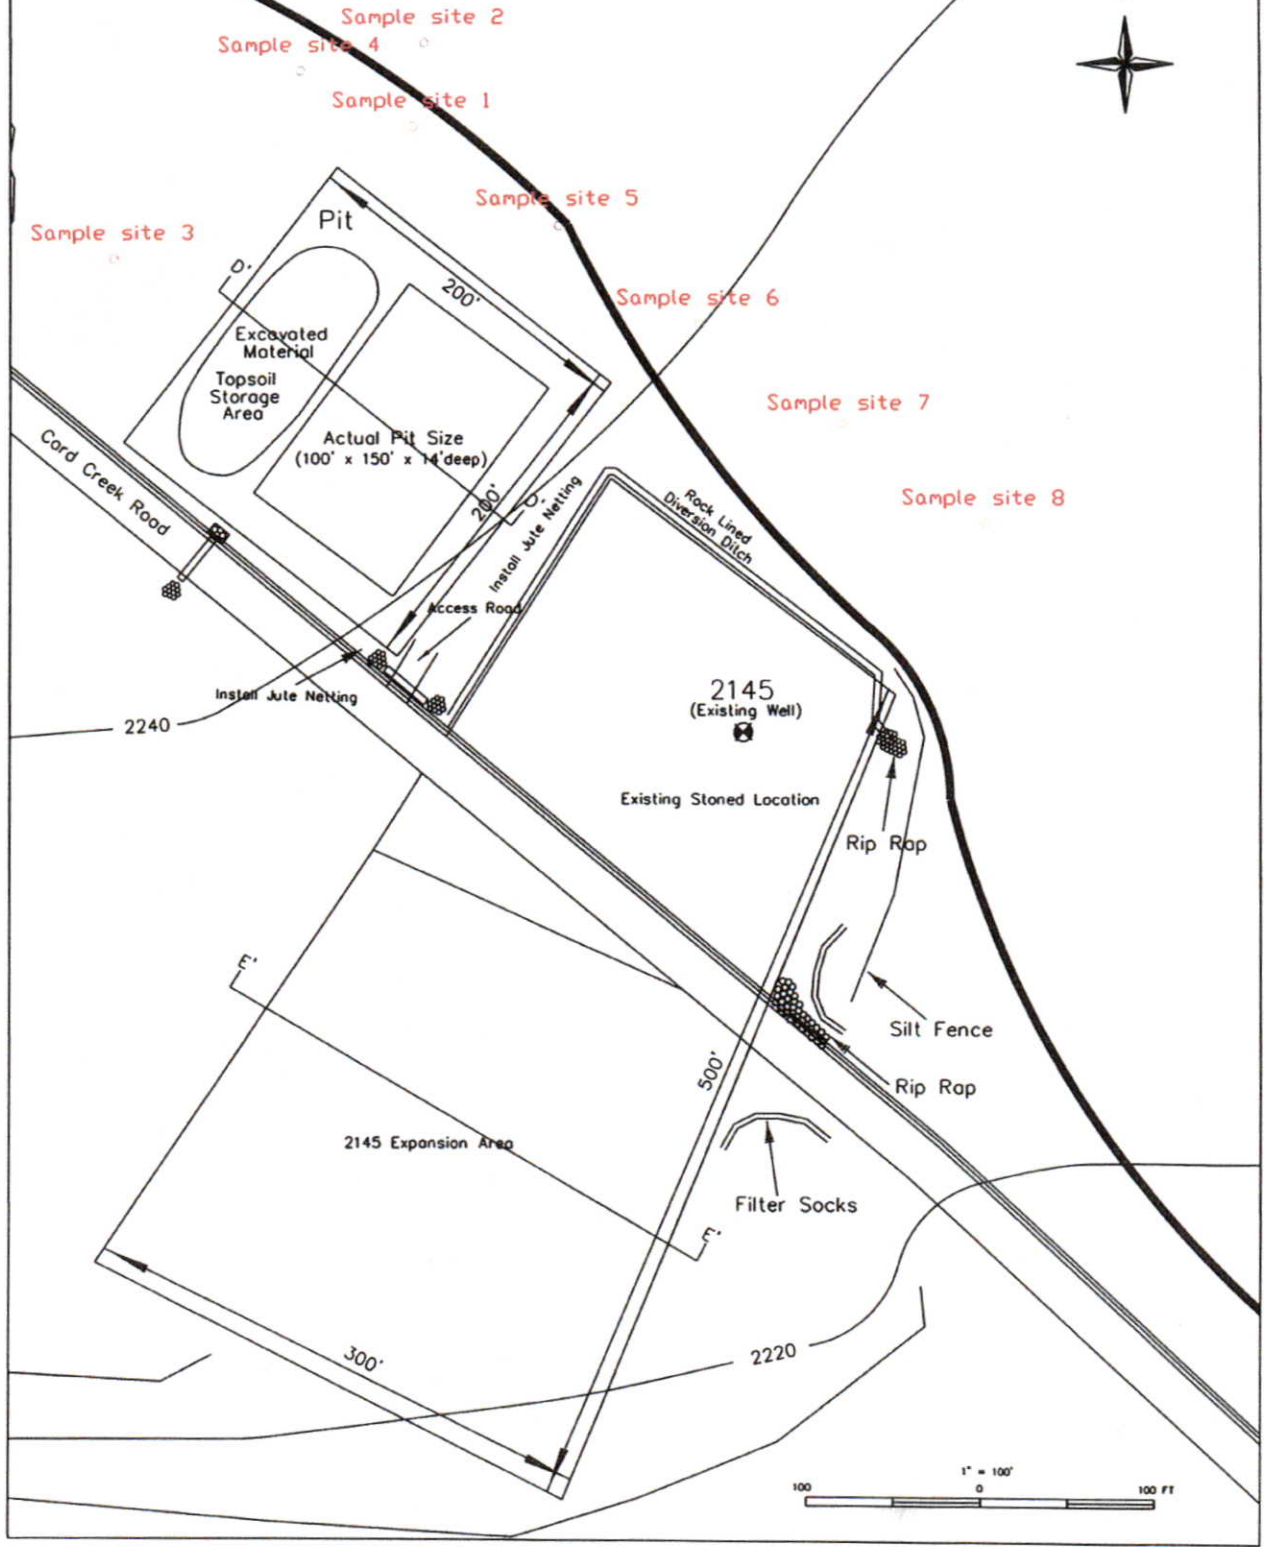 Sample site 2
Sample site 4
Sample site 1
Sample site 5
Pit
Sample site 3
D'
200'
Sample site 6
Excavated
Material
Topsoil
Storage
Area
Sample site 7
Actual Pit Size
(100' x 150' x 14'deep)
Cord Creek Road
200'
D'
Install Jute Netting
Rock Lined
Diversion Ditch
Sample site 8
Access Road
Install Jute Netting
2240
2145
(Existing Well)
Existing Stoned Location
Rip Rap
E'
Silt Fence
500'
Rip Rap
2145 Expansion Area
Filter Socks
E'
300'
2220
1" = 100'
100
0
100 FT